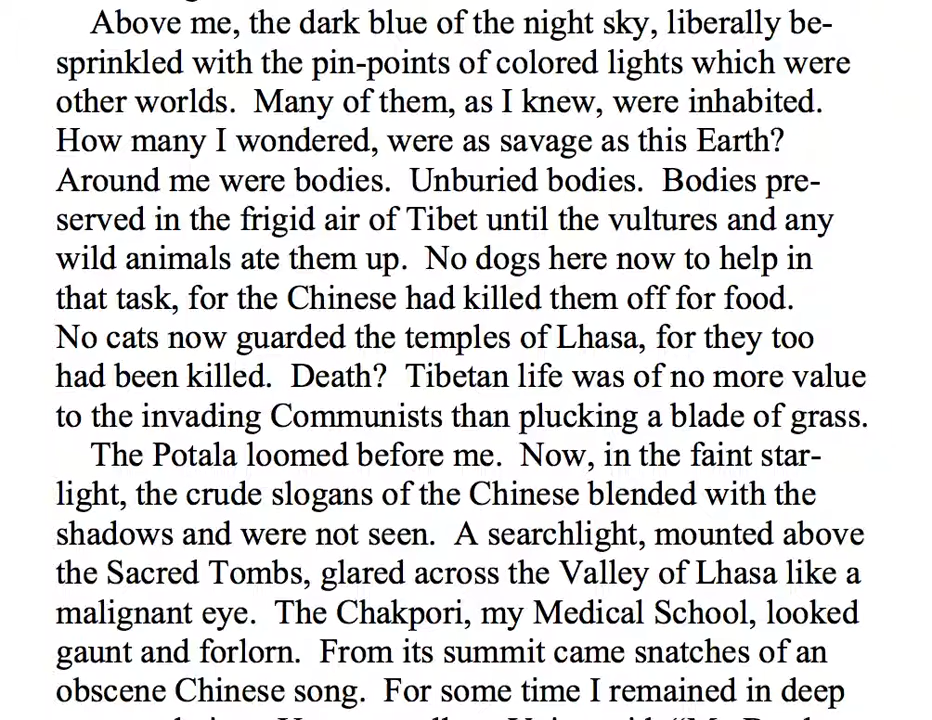 Above me, the dark blue of the night sky, liberally be-
sprinkled with the pin-points of colored lights which were
other worlds.  Many of them, as I knew, were inhabited.
How many I wondered, were as savage as this Earth?
Around me were bodies.  Unburied bodies.  Bodies pre-
served in the frigid air of Tibet until the vultures and any
wild animals ate them up.  No dogs here now to help in
that task, for the Chinese had killed them off for food.
No cats now guarded the temples of Lhasa, for they too
had been killed.  Death?  Tibetan life was of no more value
to the invading Communists than plucking a blade of grass.
The Potala loomed before me.  Now, in the faint star-
light, the crude slogans of the Chinese blended with the
shadows and were not seen.  A searchlight, mounted above
the Sacred Tombs, glared across the Valley of Lhasa like a
malignant eye.  The Chakpori, my Medical School, looked
gaunt and forlorn.  From its summit came snatches of an
obscene Chinese song.  For some time I remained in deep